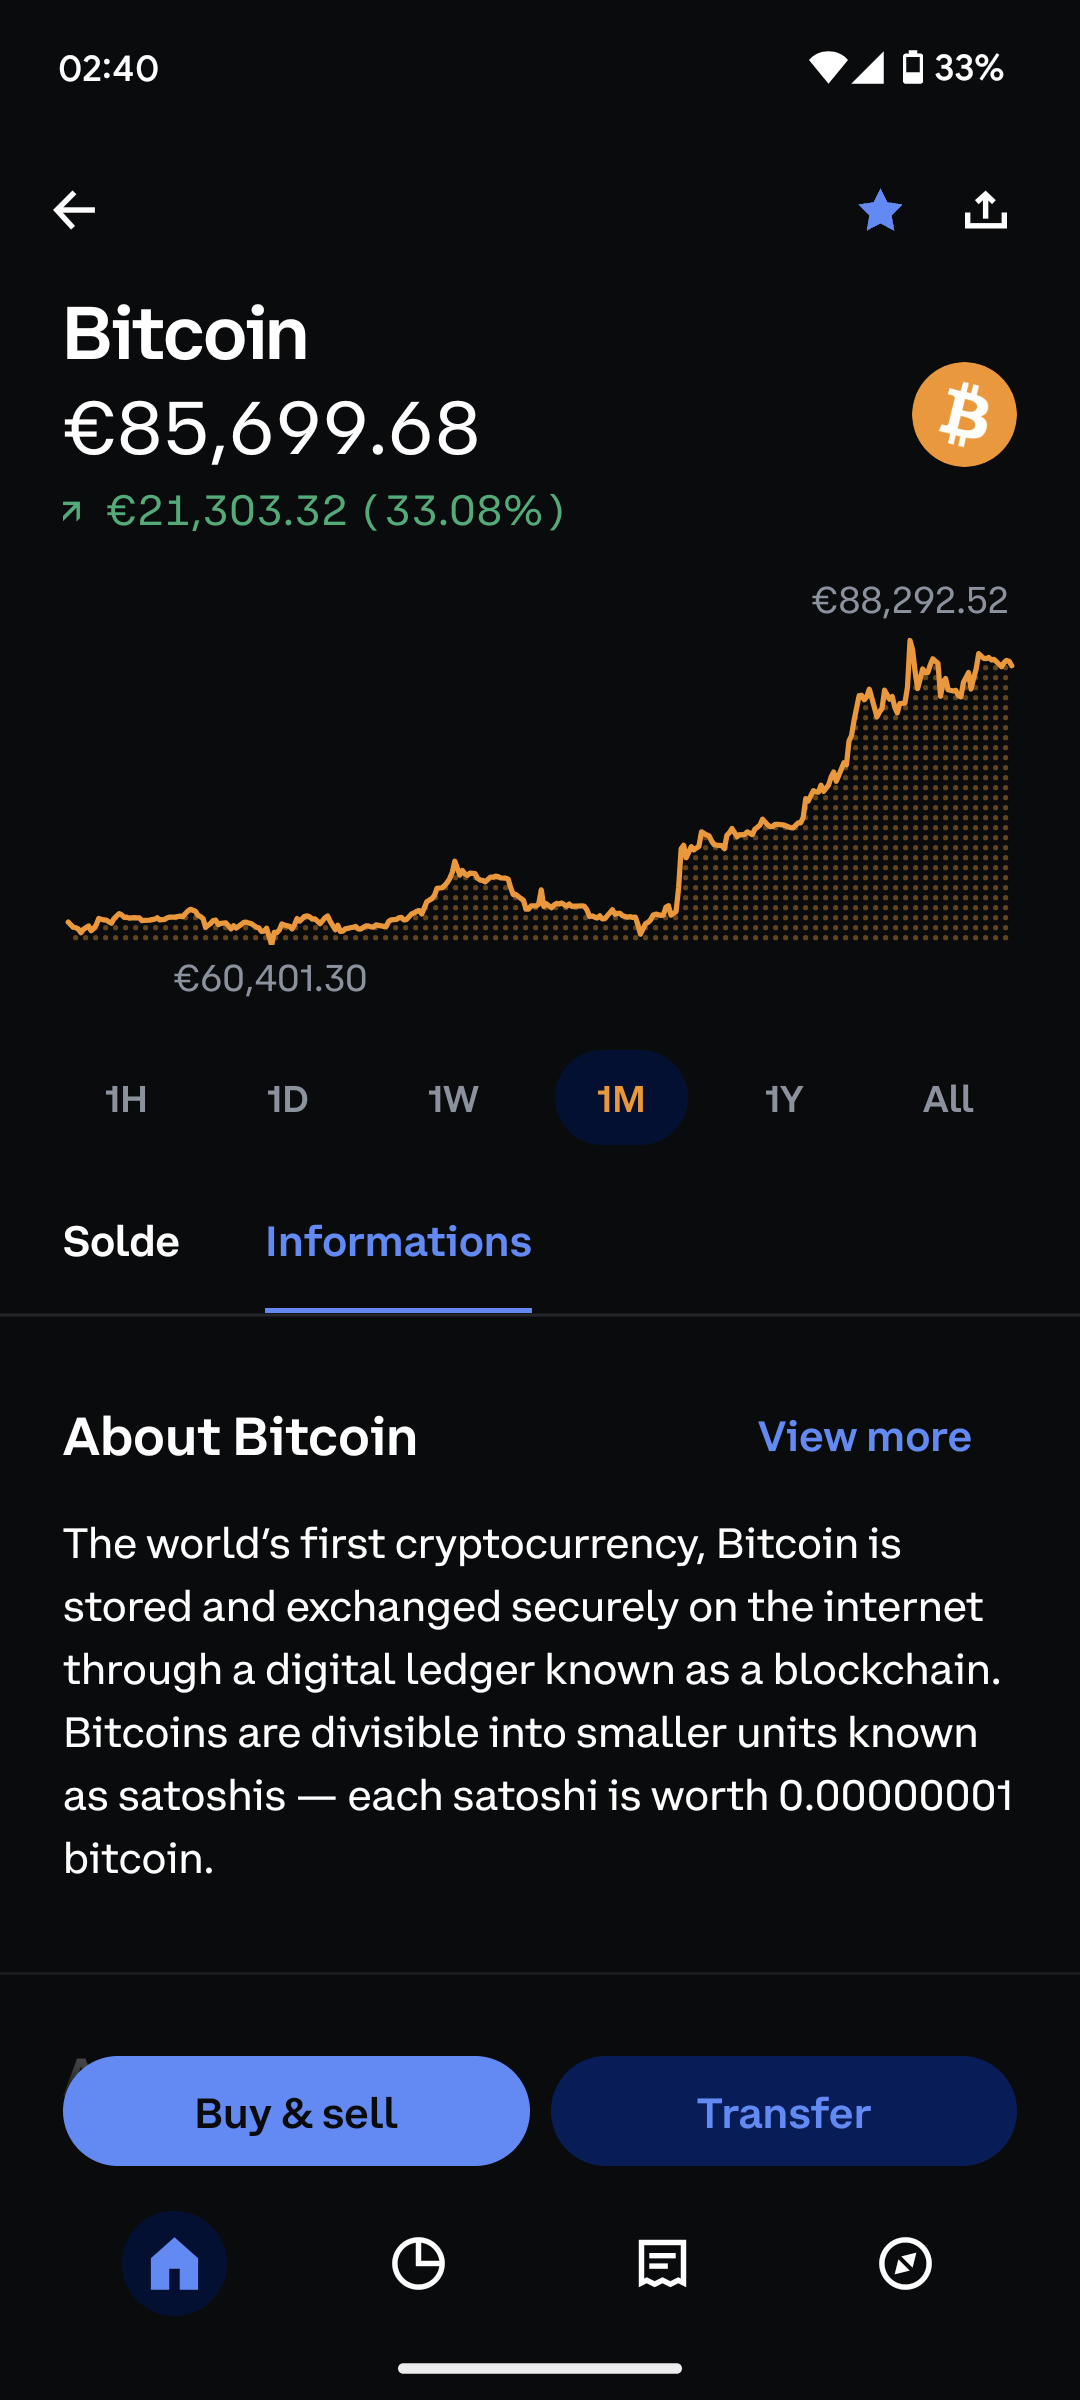 02:40 33%
Bitcoin
€85,699.68
€21,303.32 (33.08%)
€88,292.52
€60,401.30
1H 1D 1W 1M 1Y All
Solde Informations
About Bitcoin View more
The world’s first cryptocurrency, Bitcoin is
stored and exchanged securely on the internet
through a digital ledger known as a blockchain.
Bitcoins are divisible into smaller units known
as satoshis — each satoshi is worth 0.00000001
bitcoin.
Buy & sell Transfer